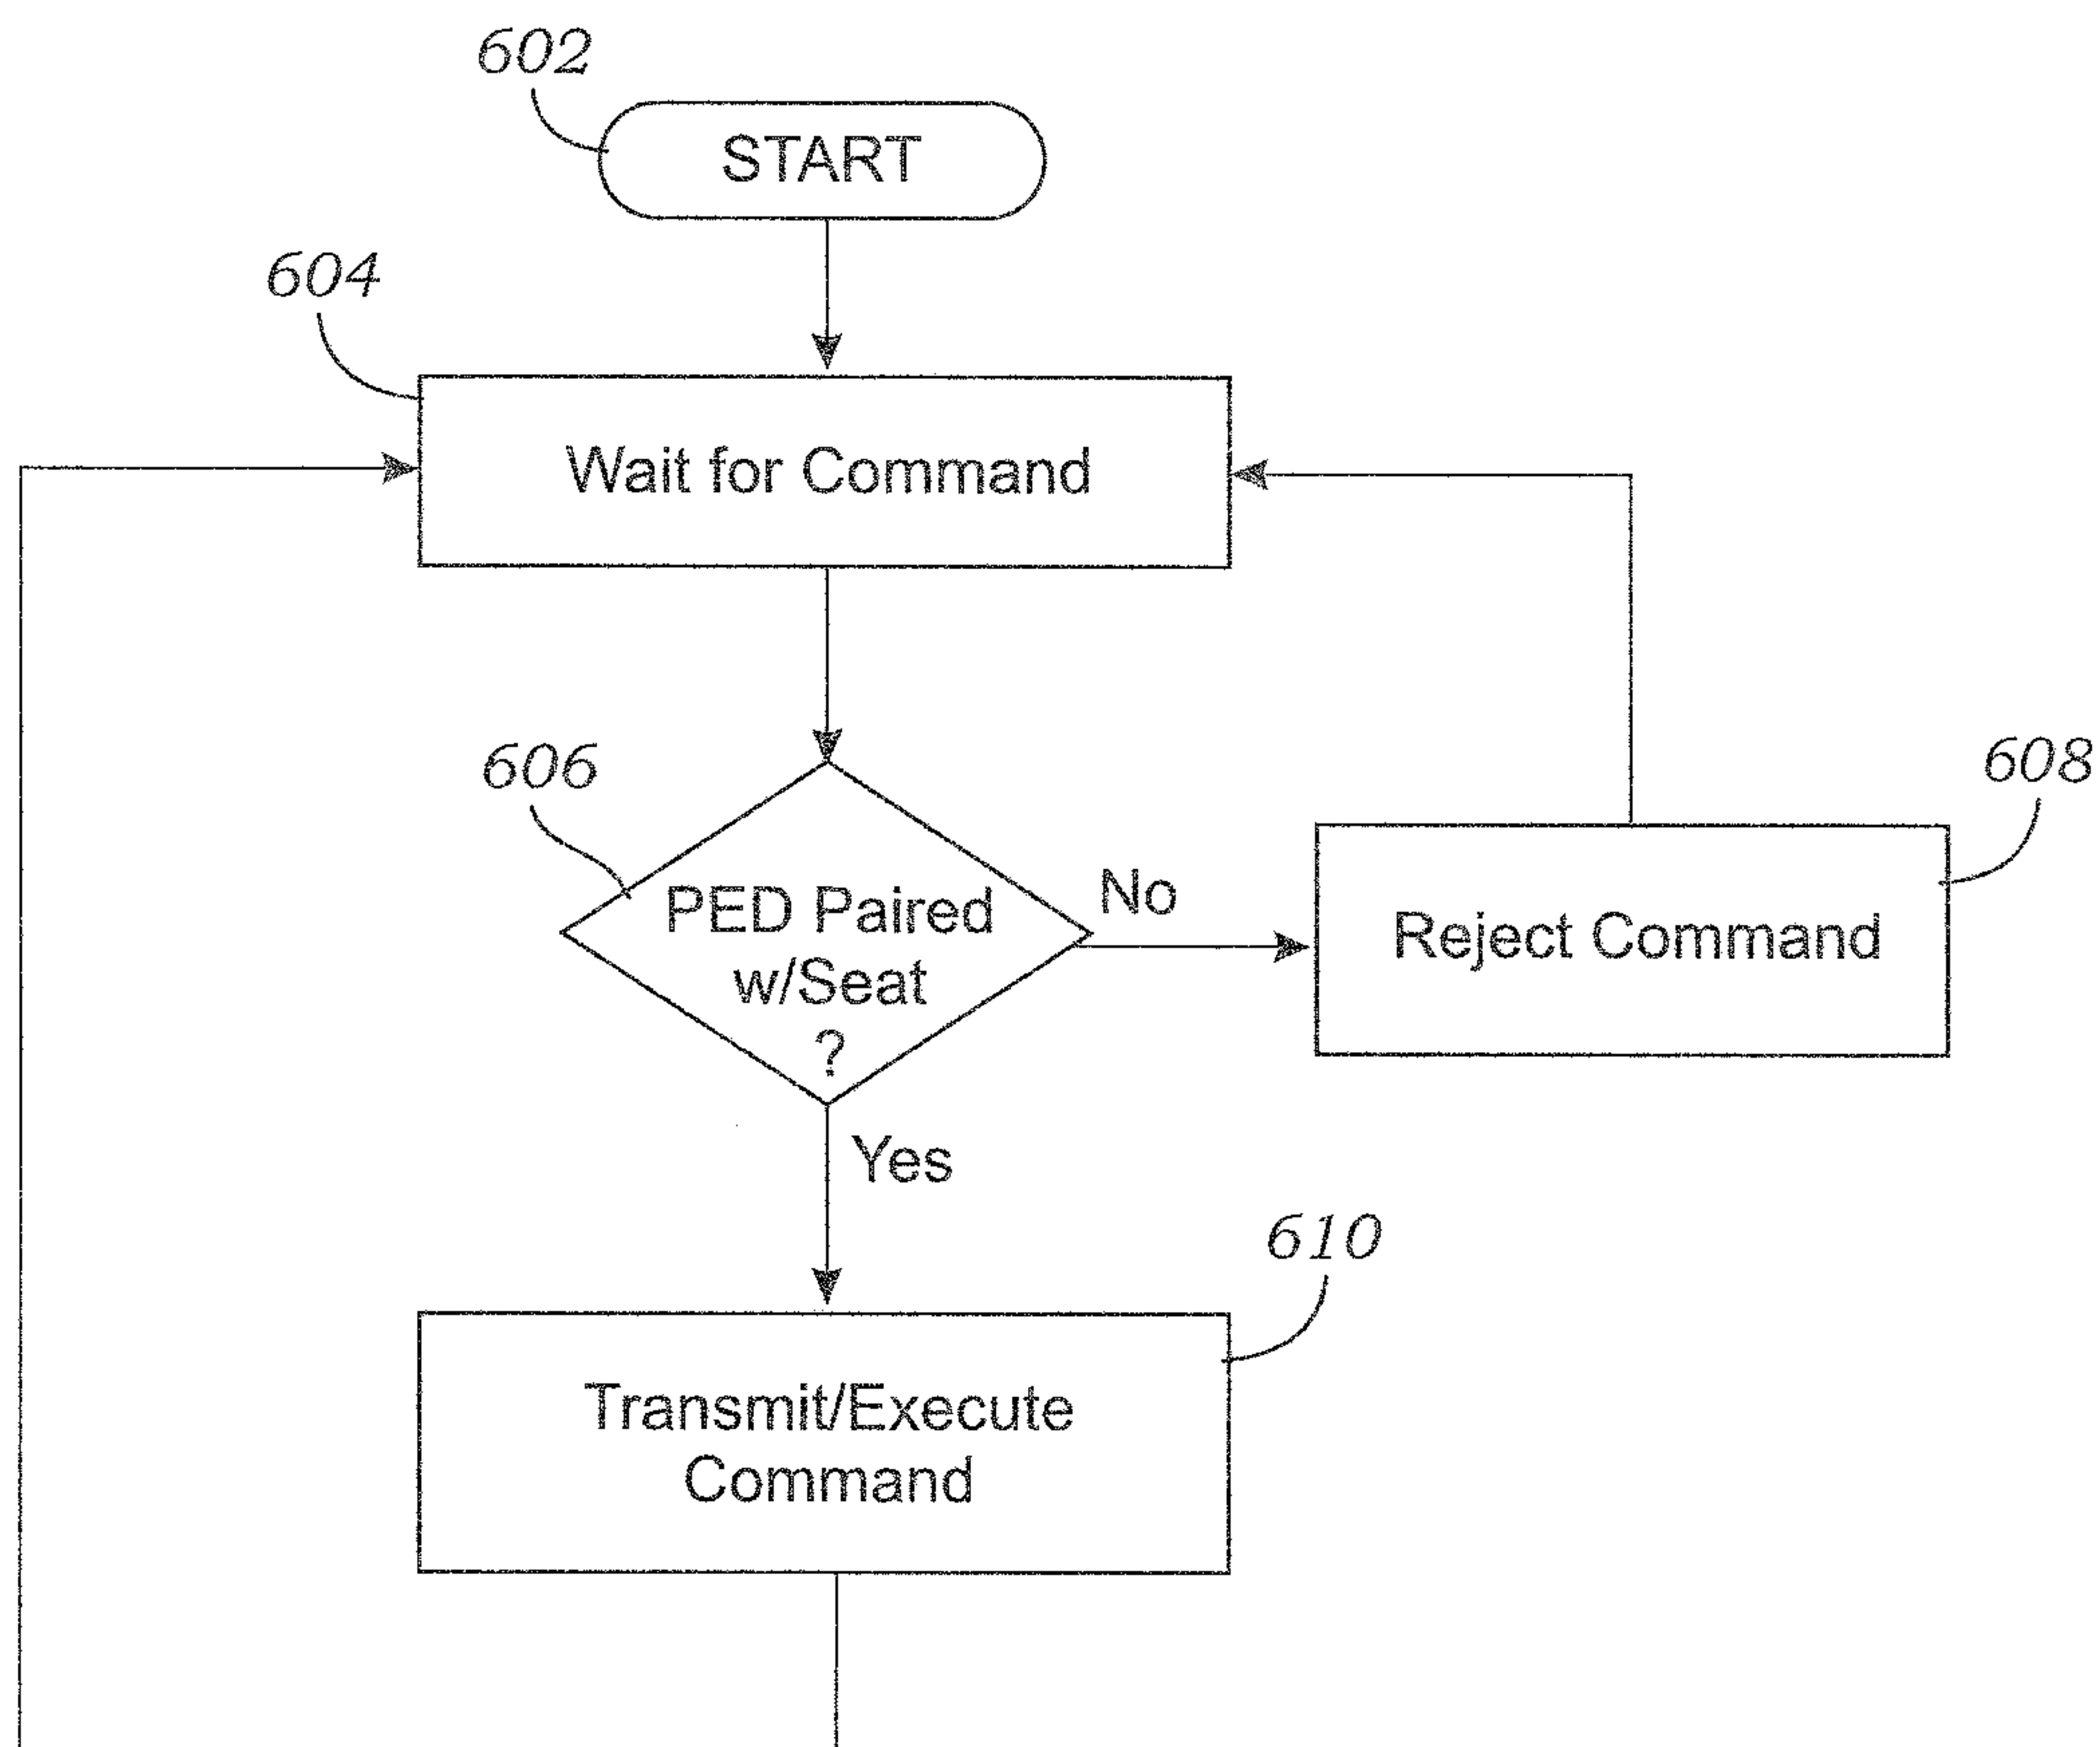 602
START
604
Wait for Command
606
PED Paired
w/Seat
?
No
608
Reject Command
Yes
610
Transmit/Execute
Command